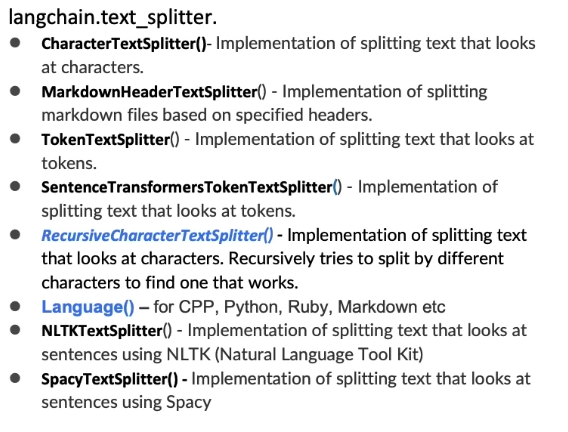 langchain.text_splitter.
● CharacterTextSplitter()- Implementation of splitting text that looks
at characters.
● MarkdownHeaderTextSplitter() - Implementation of splitting
markdown files based on specified headers.
● TokenTextSplitter() - Implementation of splitting text that looks at
tokens.
● SentenceTransformersTokenTextSplitter() - Implementation of
splitting text that looks at tokens.
● RecursiveCharacterTextSplitter() - Implementation of splitting text
that looks at characters. Recursively tries to split by different
characters to find one that works.
● Language() – for CPP, Python, Ruby, Markdown etc
● NLTKTextSplitter() - Implementation of splitting text that looks at
sentences using NLTK (Natural Language Tool Kit)
● SpacyTextSplitter() - Implementation of splitting text that looks at
sentences using Spacy